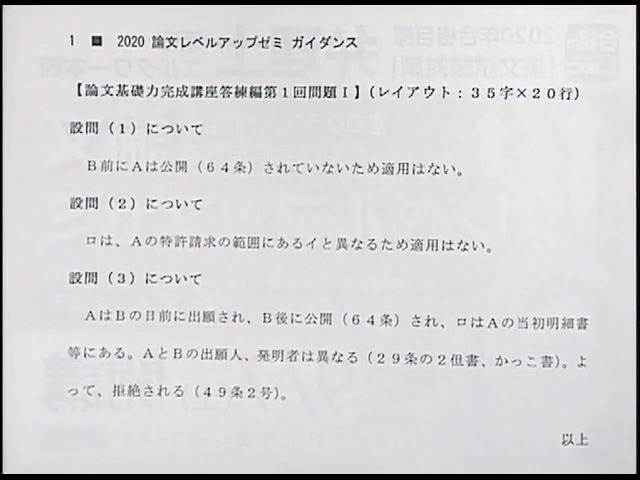 1 ■ 2020 論文レベルアップゼミ ガイダンス
【論文基礎力完成講座答練編第１回問題Ⅰ】（レイアウト：３５字×２０行）
設問（１）について
Ｂ前にＡは公開（６４条）されていないため適用はない。
設問（２）について
ロは、Ａの特許請求の範囲にあるイと異なるため適用はない。
設問（３）について
ＡはＢの日前に出願され、Ｂ後に公開（６４条）され、ロはＡの当初明細書
等にある。ＡとＢの出願人、発明者は異なる（２９条の２但書、かっこ書）。よ
って、拒絶される（４９条２号）。
以上